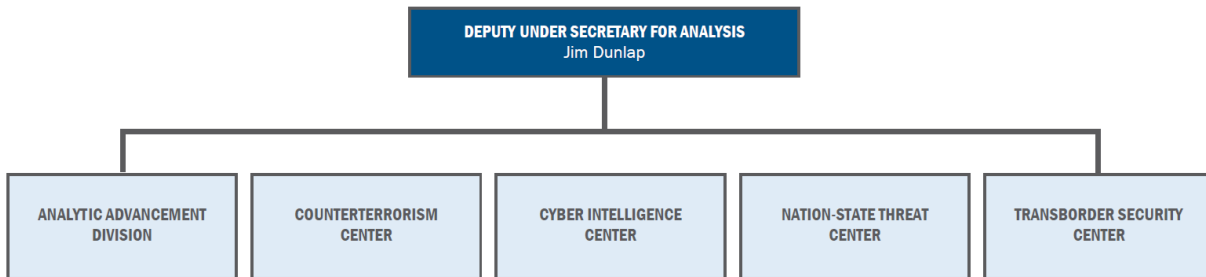 DEPUTY UNDER SECRETARY FOR ANALYSIS
Jim Dunlap
ANALYTIC ADVANCEMENT
DIVISION
COUNTERTERRORISM
CENTER
CYBER INTELLIGENCE
CENTER
NATION-STATE THREAT
CENTER
TRANSBORDER SECURITY
CENTER